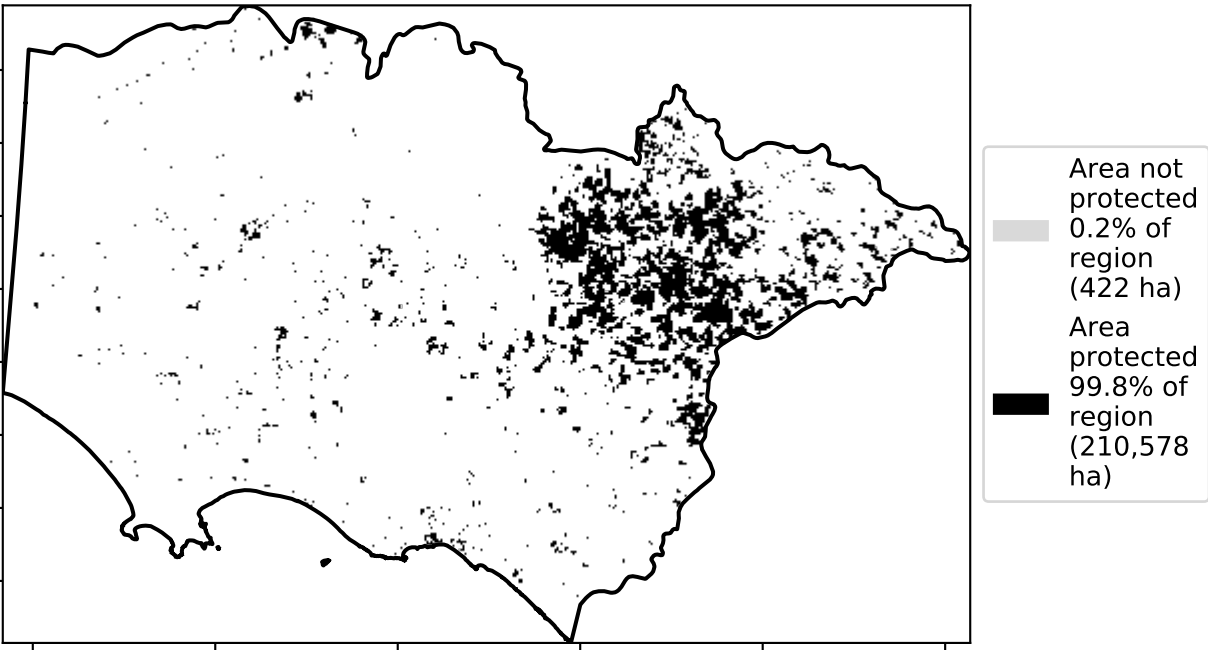 Area not
protected
0.2% of
region
(422 ha)
Area
protected
99.8% of
region
(210,578
ha)